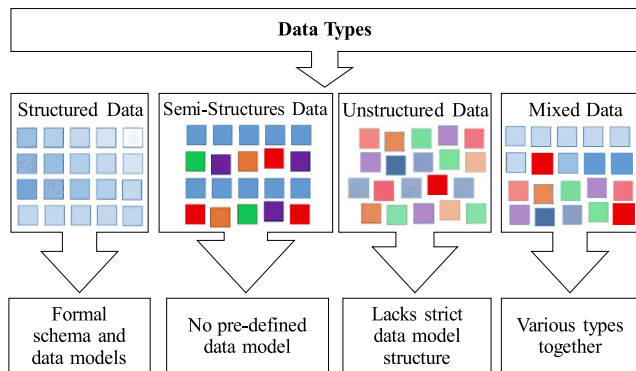 Data Types
Structured Data
Semi-Structures Data
Unstructured Data
Mixed Data
Formal
schema and
data models
No pre-defined
data model
Lacks strict
data model
structure
Various types
together